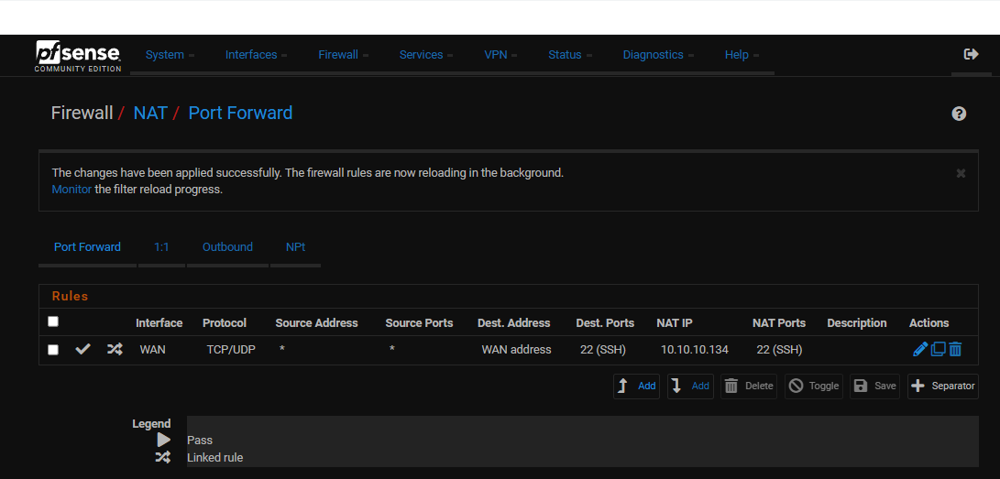 pfsense
COMMUNITY EDITION
System Interfaces Firewall Services VPN Status Diagnostics Help
Firewall / NAT / Port Forward
The changes have been applied successfully. The firewall rules are now reloading in the background.
Monitor the filter reload progress.
Port Forward 1:1 Outbound NPt
Rules
Interface Protocol Source Address Source Ports Dest. Address Dest. Ports NAT IP NAT Ports Description Actions
WAN TCP/UDP * * WAN address 22 (SSH) 10.10.10.134 22 (SSH)
Add Add Delete Toggle Save Separator
Legend
Pass
Linked rule